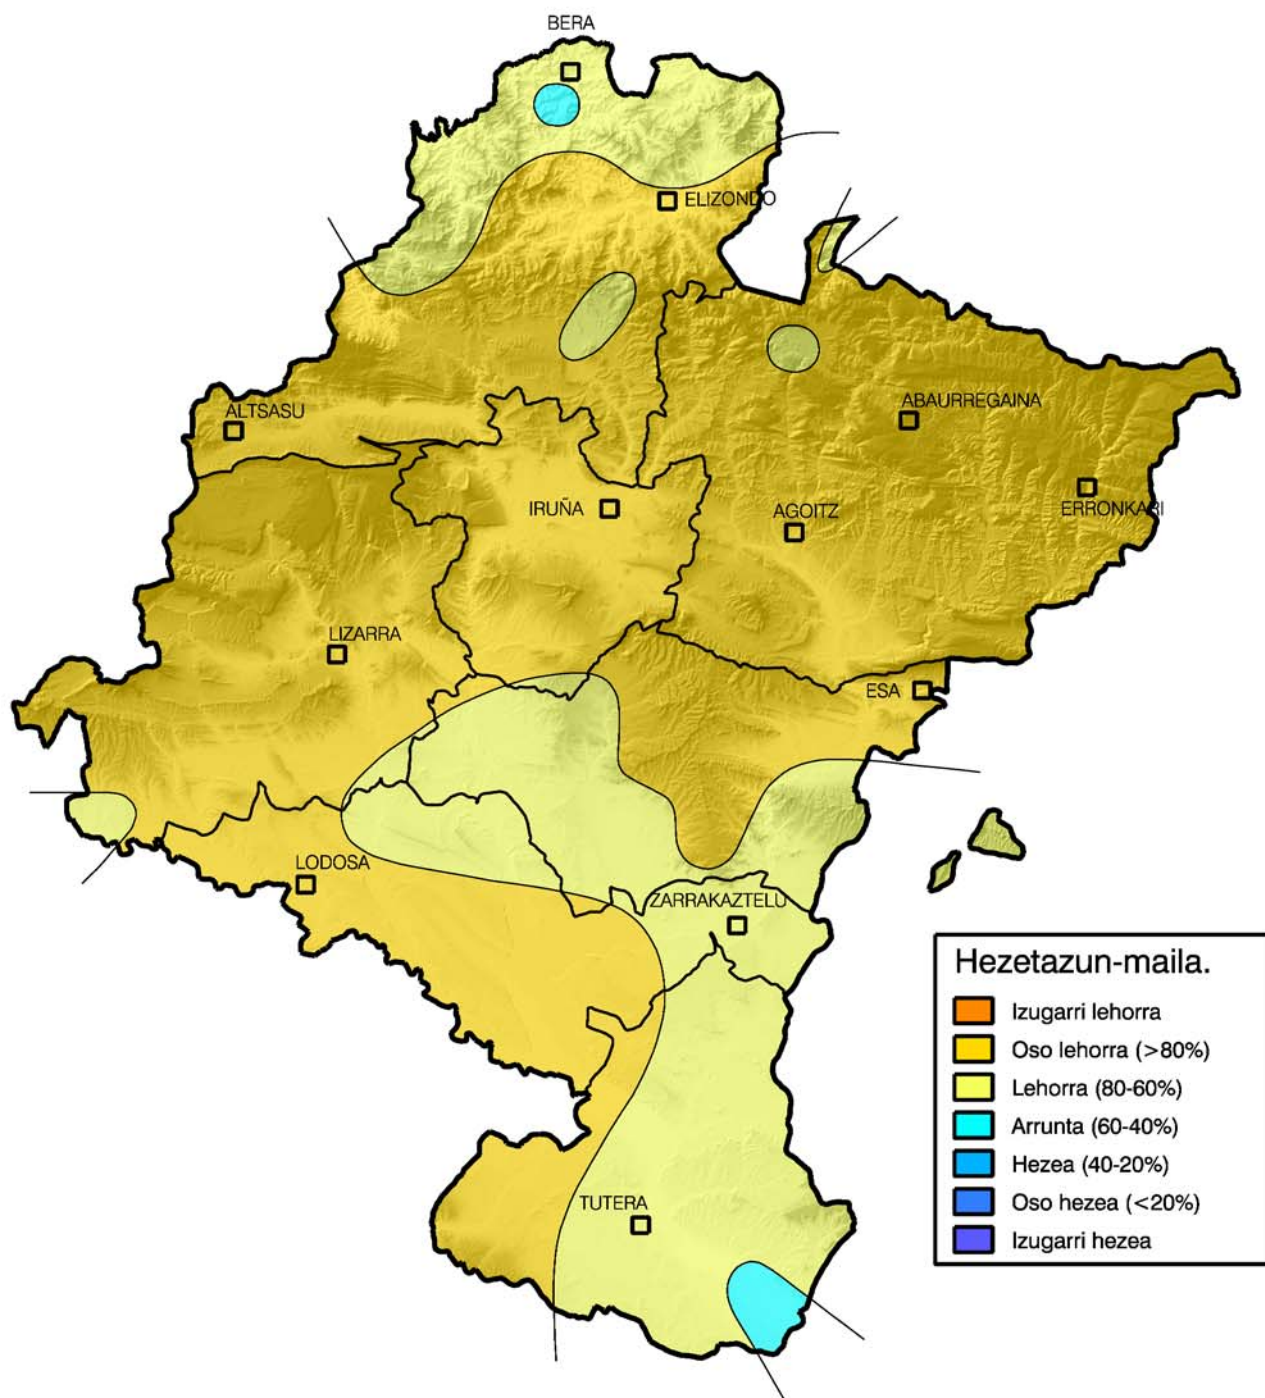 BERA
ELIZONDO
ALTSASU
ABAURREGAINA
IRUÑA
AGOITZ
ERRONKARI
LIZARRA
ESA
LODOSA
ZARRAKAZTELU
TUTERA
Hezetazun-maila.
Izugarri lehorra
Oso lehorra (>80%)
Lehorra (80-60%)
Arrunta (60-40%)
Hezea (40-20%)
Oso hezea (<20%)
Izugarri hezea